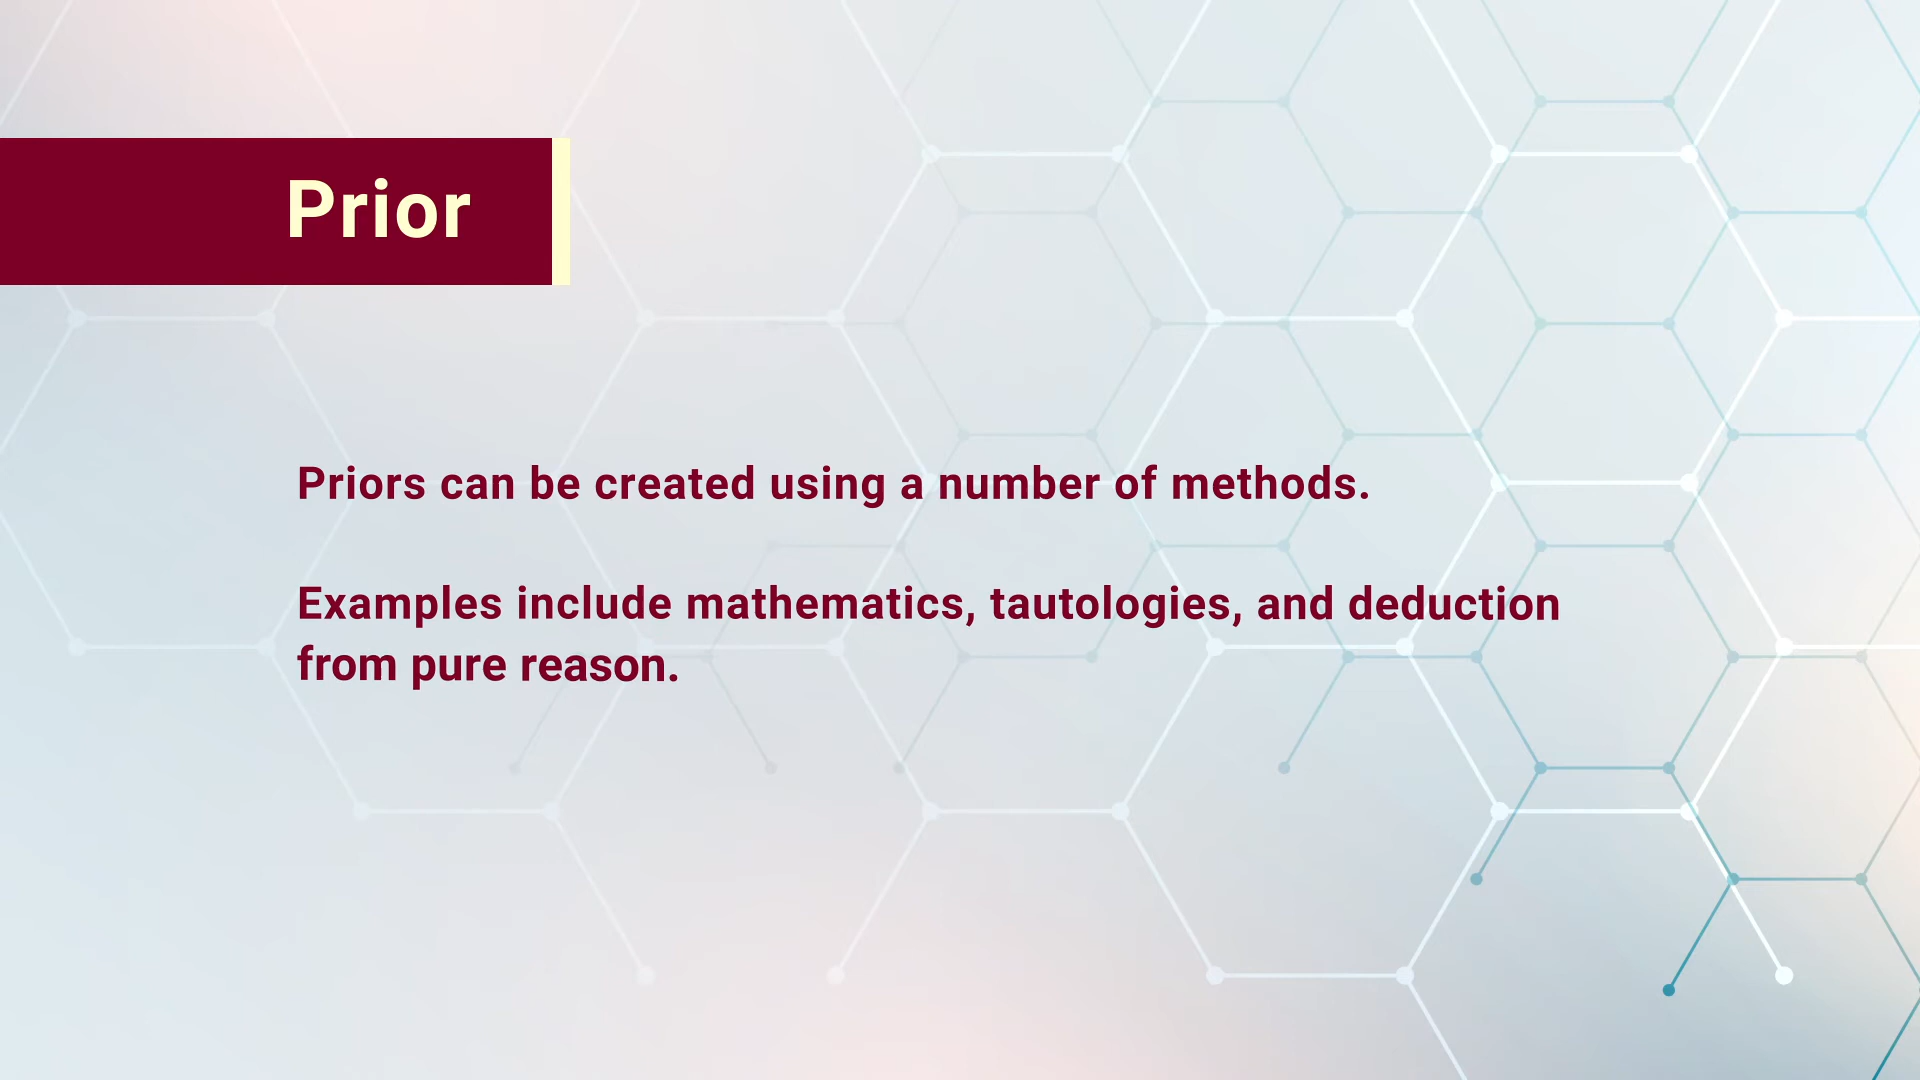 Prior
Priors can be created using a number of methods.
Examples include mathematics, tautologies, and deduction
from pure reason.